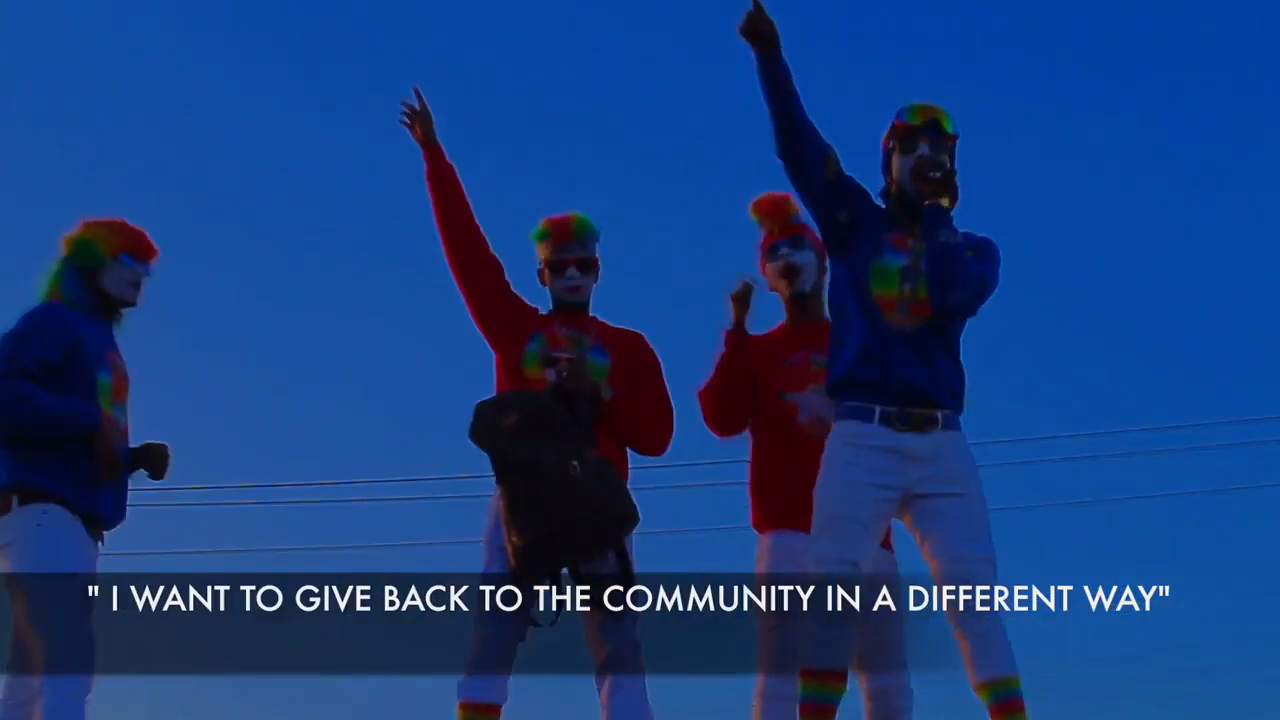 " I WANT TO GIVE BACK TO THE COMMUNITY IN A DIFFERENT WAY"